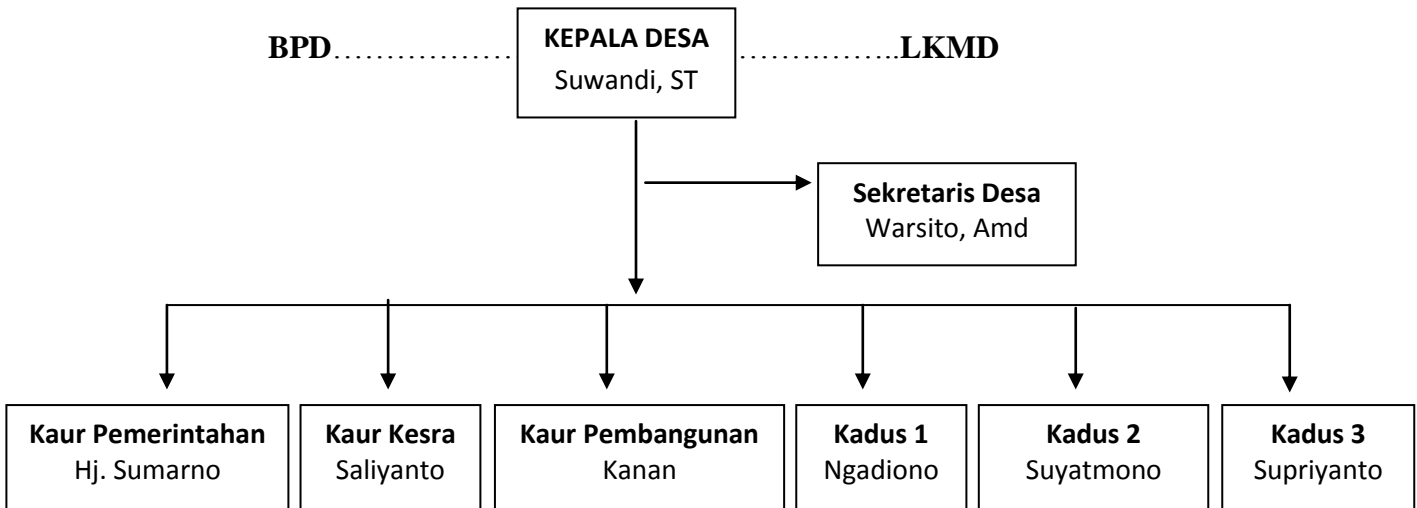 BPD................. KEPALA DESA ................LKMD
Suwandi, ST
Sekretaris Desa
Warsito, Amd
Kaur Pemerintahan
Hj. Sumarno
Kaur Kesra
Saliyanto
Kaur Pembangunan
Kanan
Kadus 1
Ngadiono
Kadus 2
Suyatmono
Kadus 3
Supriyanto